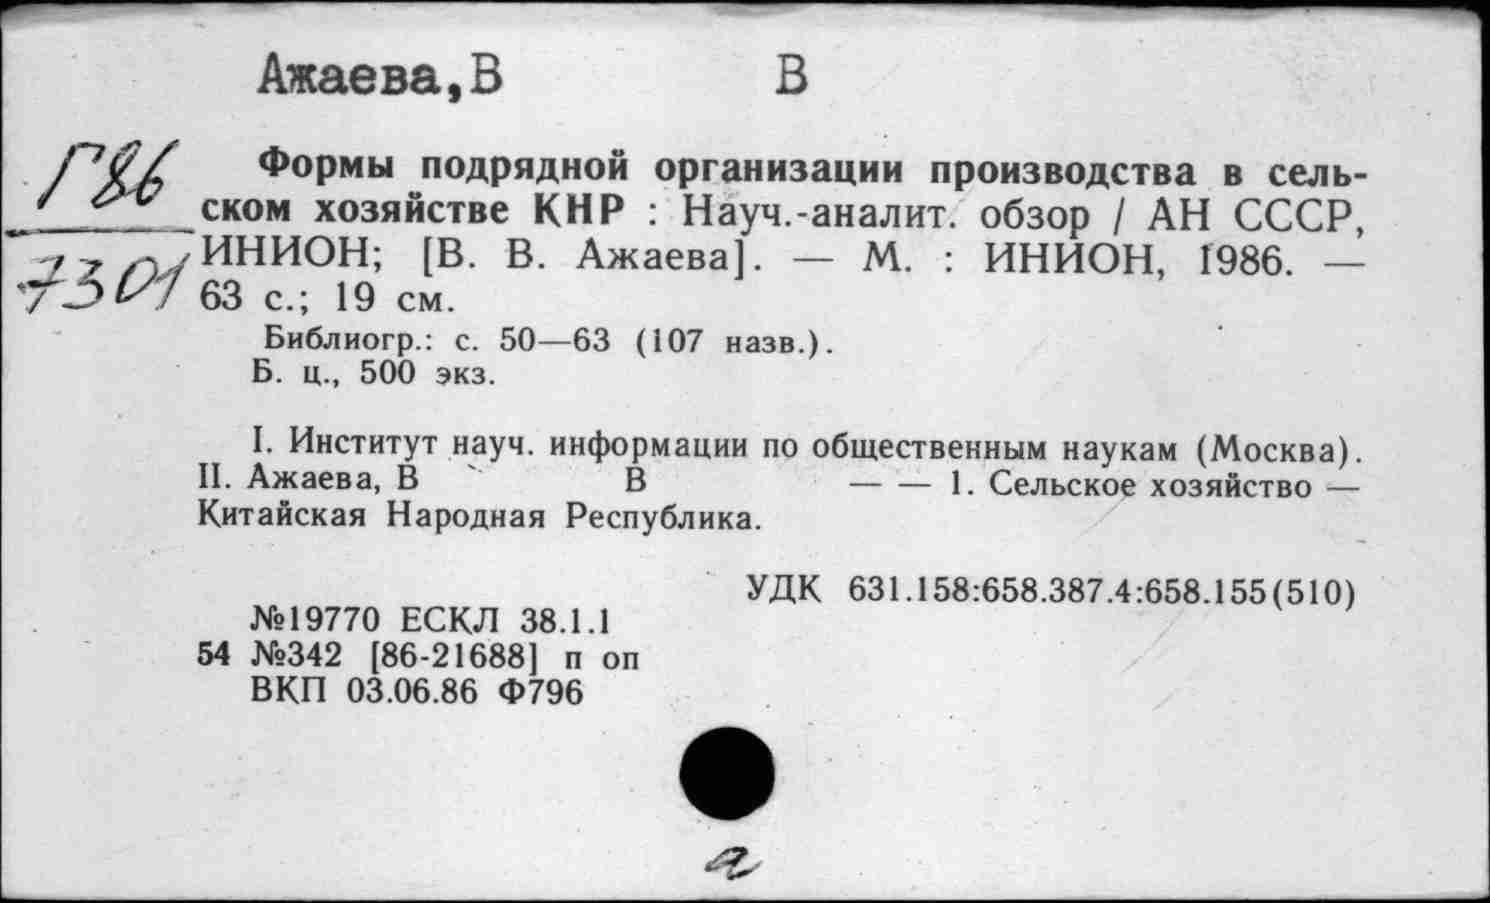 Ажаева,В В
Г86
7301
Формы подрядной организации производства в сель-
ском хозяйстве КНР : Науч.-аналит. обзор / АН СССР,
ИНИОН; [В. В. Ажаева]. — М. : ИНИОН, 1986. —
63 с.; 19 см.
Библиогр.: с. 50—63 (107 назв.).
Б. ц., 500 экз.
I. Институт науч. информации по общественным наукам (Москва).
II. Ажаева, В В — — 1. Сельское хозяйство —
Китайская Народная Республика.
УДК 631.158:658.387.4:658.155(510)
№19770 ЕСКЛ 38.1.1
54 №342 [86-21688] п оп
ВКП 03.06.86 Ф796